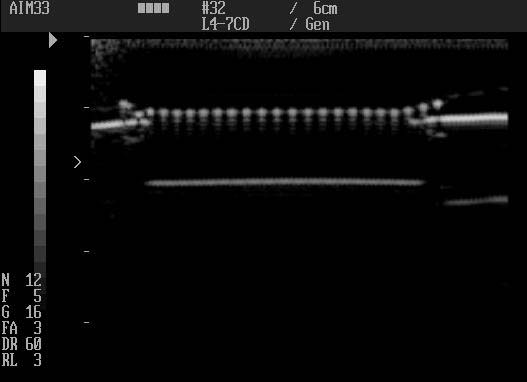 AIM33 #32 / 6cm
L4-7CD / Gen
N 12
F 5
G 16
FA 3
DR 60
RL 3